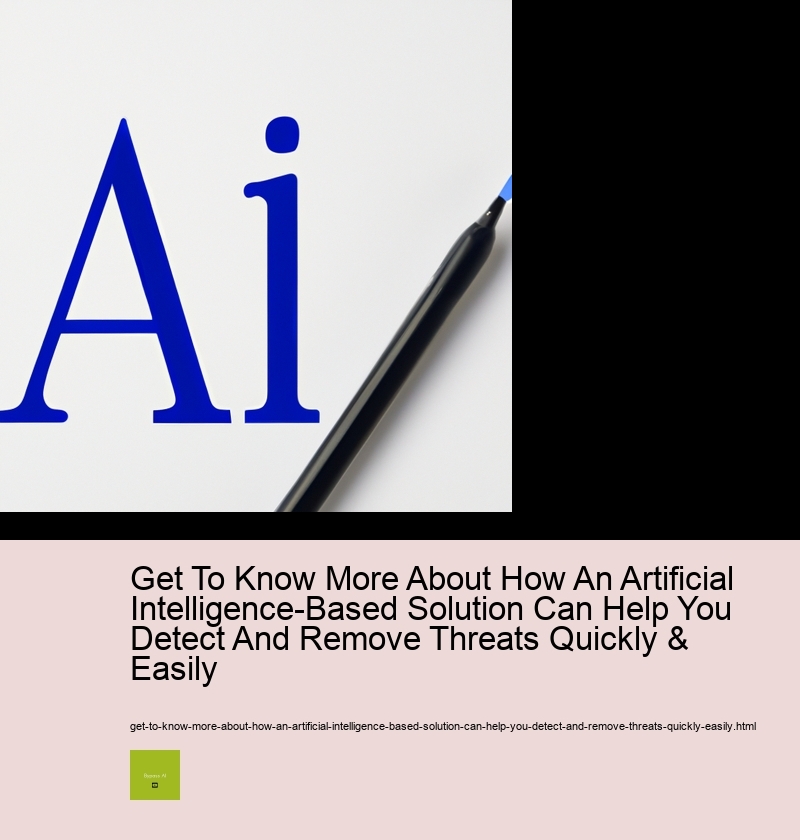 Ai
Get To Know More About How An Artificial
Intelligence-Based Solution Can Help You
Detect And Remove Threats Quickly &
Easily
get-to-know-more-about-how-an-artificial-intelligence-based-solution-can-help-you-detect-and-remove-threats-quickly-easily.html